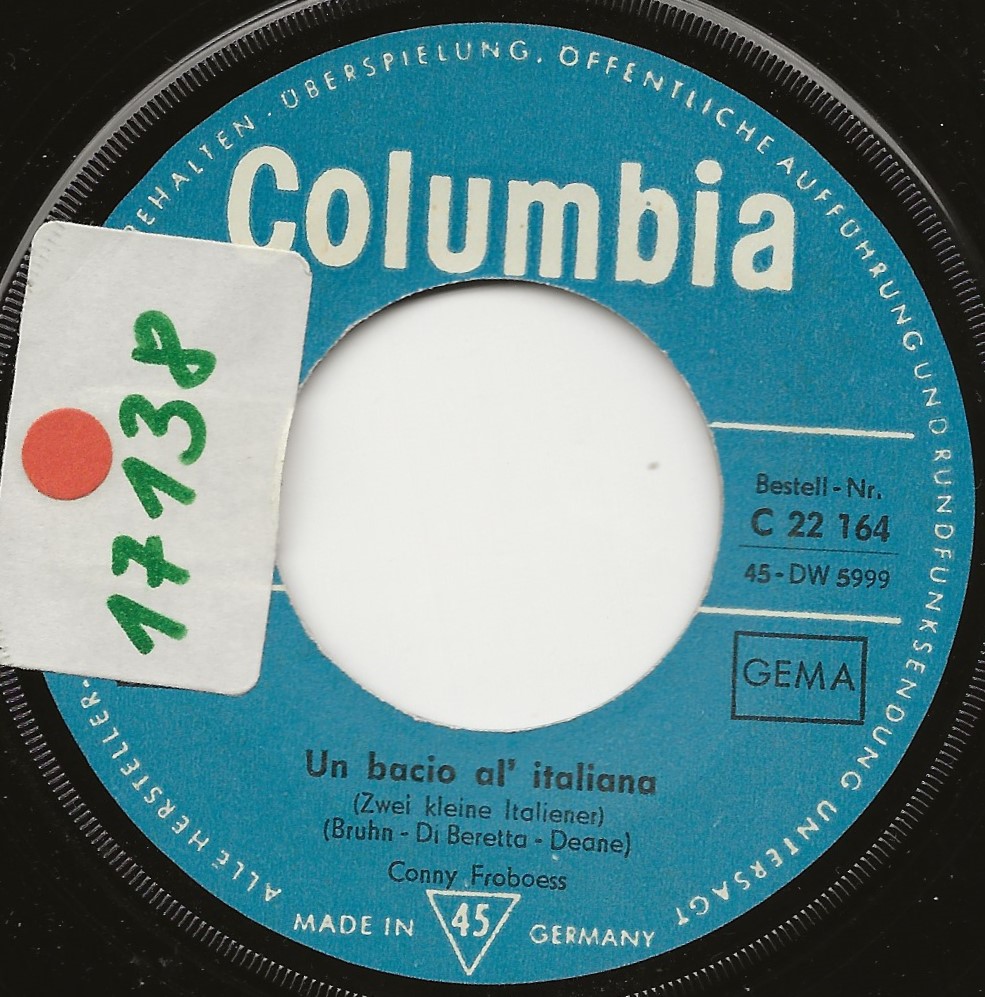 ALLE HERSTELLER-
BEHALTEN · ÜBERSPIELUNG, ÖFFENTLICHE AUFFÜHRUNG UND RUNDFUNKSENDUNG UNTERSAGT
Columbia
17138
Bestell-Nr.
C 22 164
45-DW 5999
GEMA
Un bacio al' italiana
(Zwei kleine Italiener)
(Bruhn - Di Beretta - Deane)
Conny Froboess
MADE IN 45 GERMANY